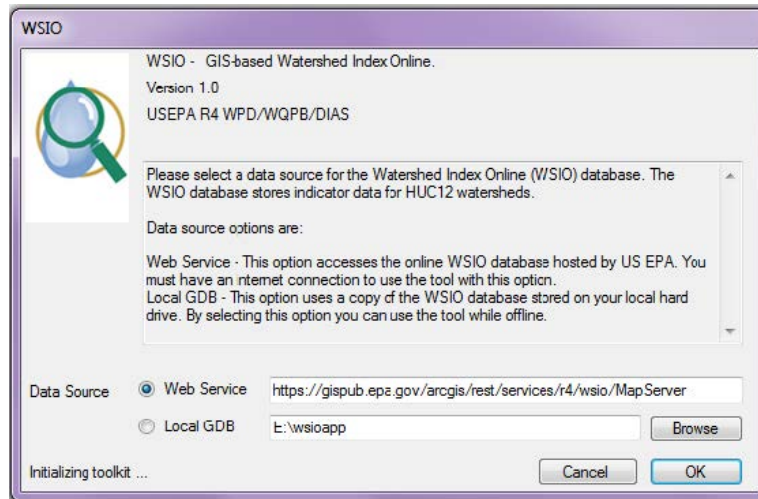 WSIO
WSIO - GIS-based Watershed Index Online.
Version 1.0
USEPA R4 WPD/WQPB/DIAS
Please select a data source for the Watershed Index Online (WSIO) database. The
WSIO database stores indicator data for HUC12 watersheds.
Data source options are:
Web Service - This option accesses the online WSIO database hosted by US EPA. You
must have an internet connection to use the tool with this option.
Local GDB - This option uses a copy of the WSIO database stored on your local hard
drive. By selecting this option you can use the tool while offline.
Data Source Web Service https://gispub.epa.gov/arcgis/rest/services/r4/wsio/MapServer
Local GDB E:\wsioapp Browse
Initializing toolkit ... Cancel OK